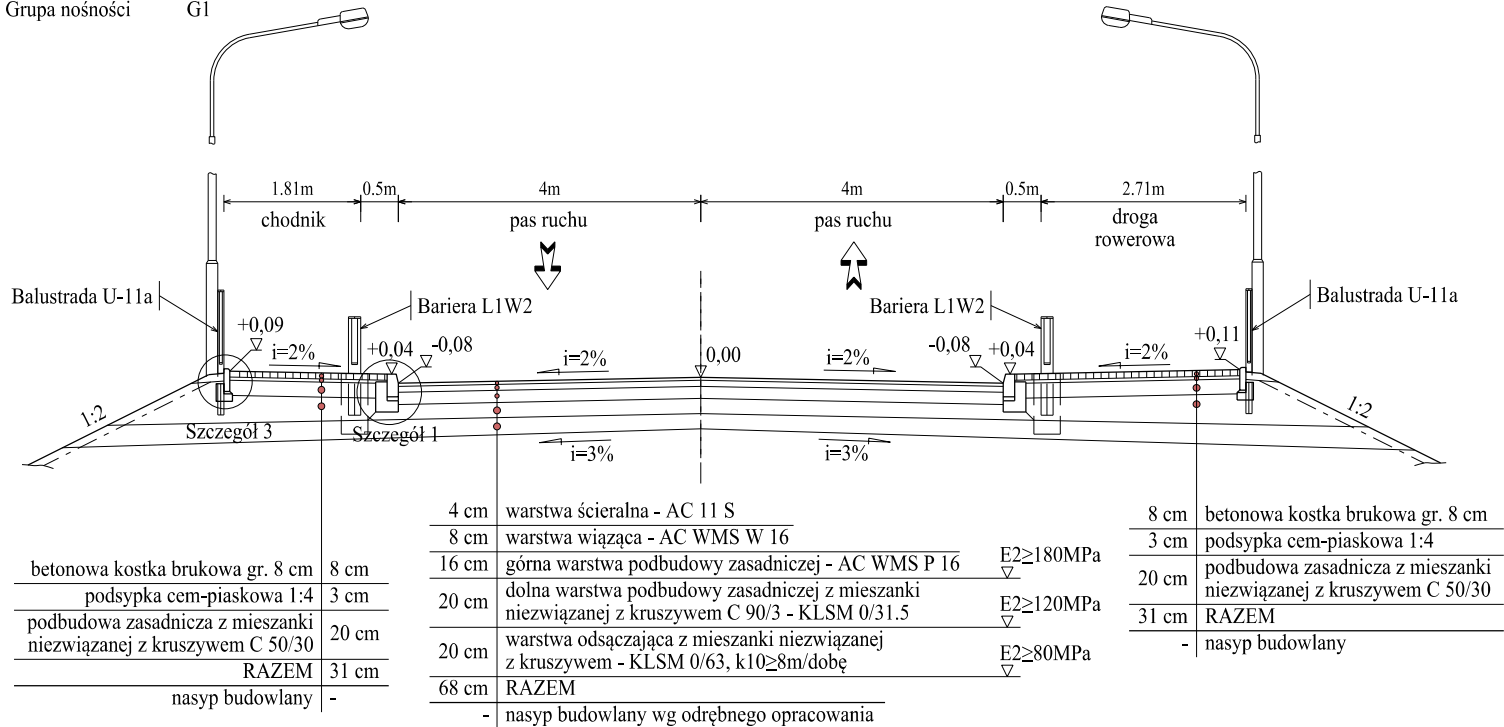 Grupa nośności G1
1.81m 0.5m 4m 4m 0.5m 2.71m
chodnik pas ruchu pas ruchu droga
rowerowa
Balustrada U-11a Bariera L1W2 Bariera L1W2 Balustrada U-11a
+0,09 i=2% +0,04 -0,08 i=2% 0,00 i=2% -0,08 +0,04 i=2% +0,11
1:2 Szczegół 3 Szczegół 1 i=3% i=3% 1:2
betonowa kostka brukowa gr. 8 cm 8 cm
podsypka cem-piaskowa 1:4 3 cm
podbudowa zasadnicza z mieszanki
niezwiązanej z kruszywem C 50/30 20 cm
RAZEM 31 cm
nasyp budowlany -
4 cm warstwa ścieralna - AC 11 S
8 cm warstwa wiąząca - AC WMS W 16
16 cm górna warstwa podbudowy zasadniczej - AC WMS P 16 E2≥180MPa
20 cm dolna warstwa podbudowy zasadniczej z mieszanki
niezwiązanej z kruszywem C 90/3 - KLSM 0/31.5 E2≥120MPa
20 cm warstwa odsączająca z mieszanki niezwiązanej
z kruszywem - KLSM 0/63, k10≥8m/dobę E2≥80MPa
68 cm RAZEM
- nasyp budowlany wg odrębnego opracowania
8 cm betonowa kostka brukowa gr. 8 cm
3 cm podsypka cem-piaskowa 1:4
20 cm podbudowa zasadnicza z mieszanki
niezwiązanej z kruszywem C 50/30
31 cm RAZEM
- nasyp budowlany